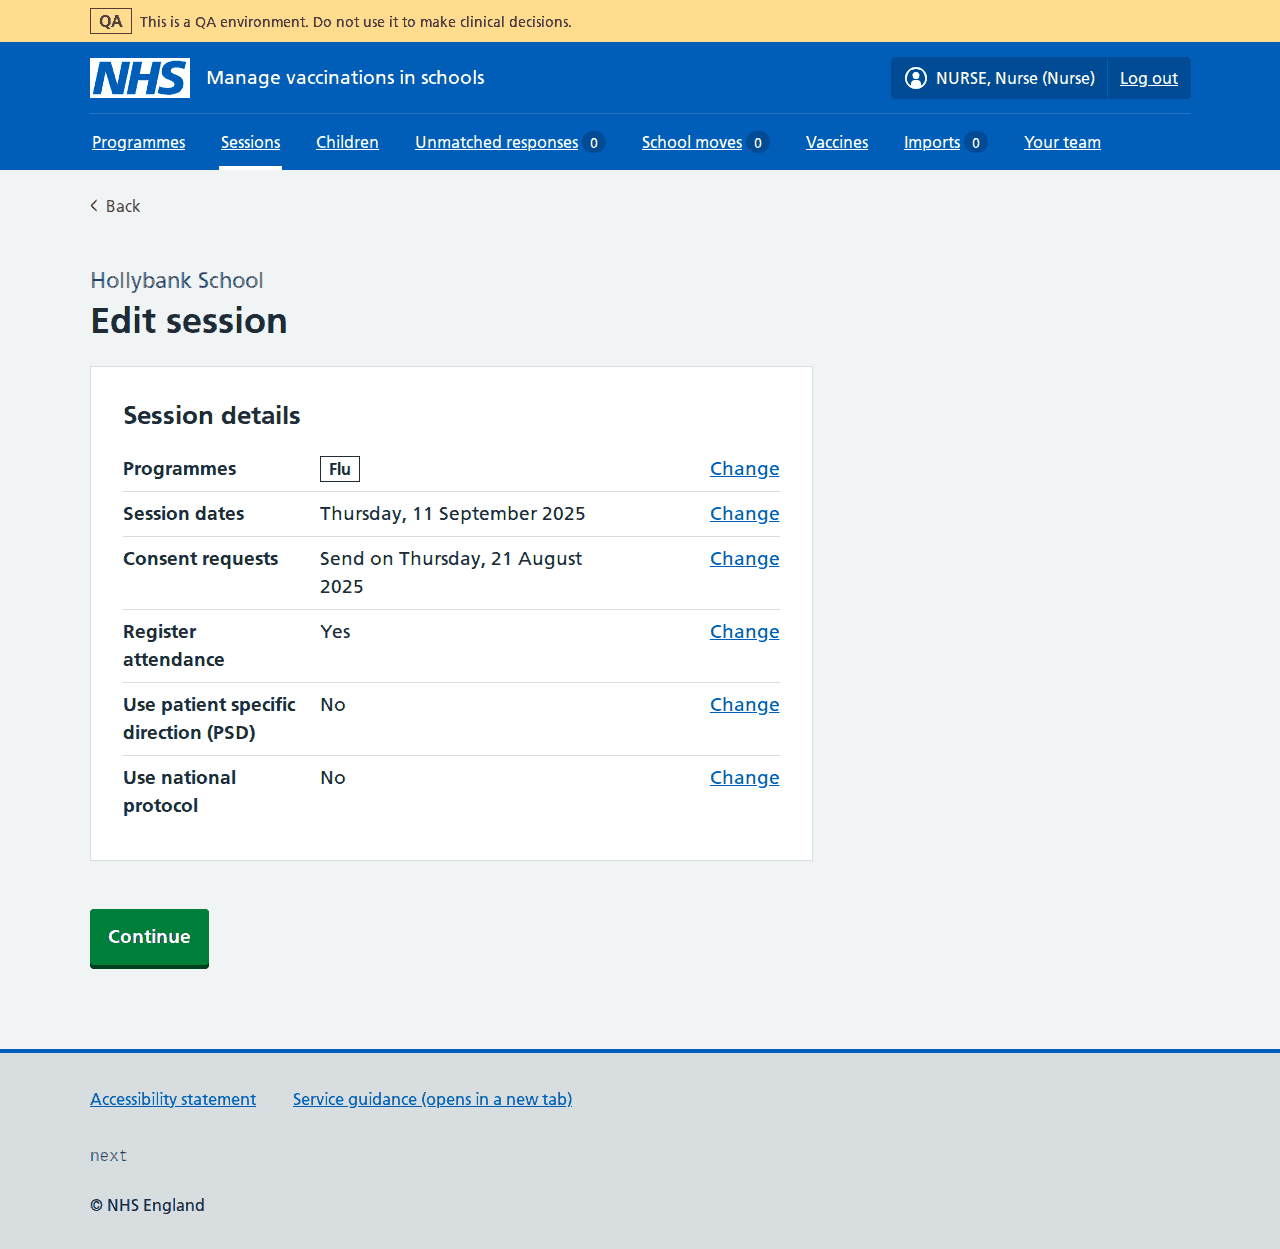 QA This is a QA environment. Do not use it to make clinical decisions.
NHS Manage vaccinations in schools NURSE, Nurse (Nurse) Log out
Programmes Sessions Children Unmatched responses 0 School moves 0 Vaccines Imports 0 Your team
Back
Hollybank School
Edit session
Session details
Programmes Flu Change
Session dates Thursday, 11 September 2025 Change
Consent requests Send on Thursday, 21 August Change
2025
Register Yes Change
attendance
Use patient specific No Change
direction (PSD)
Use national No Change
protocol
Continue
Accessibility statement Service guidance (opens in a new tab)
next
© NHS England